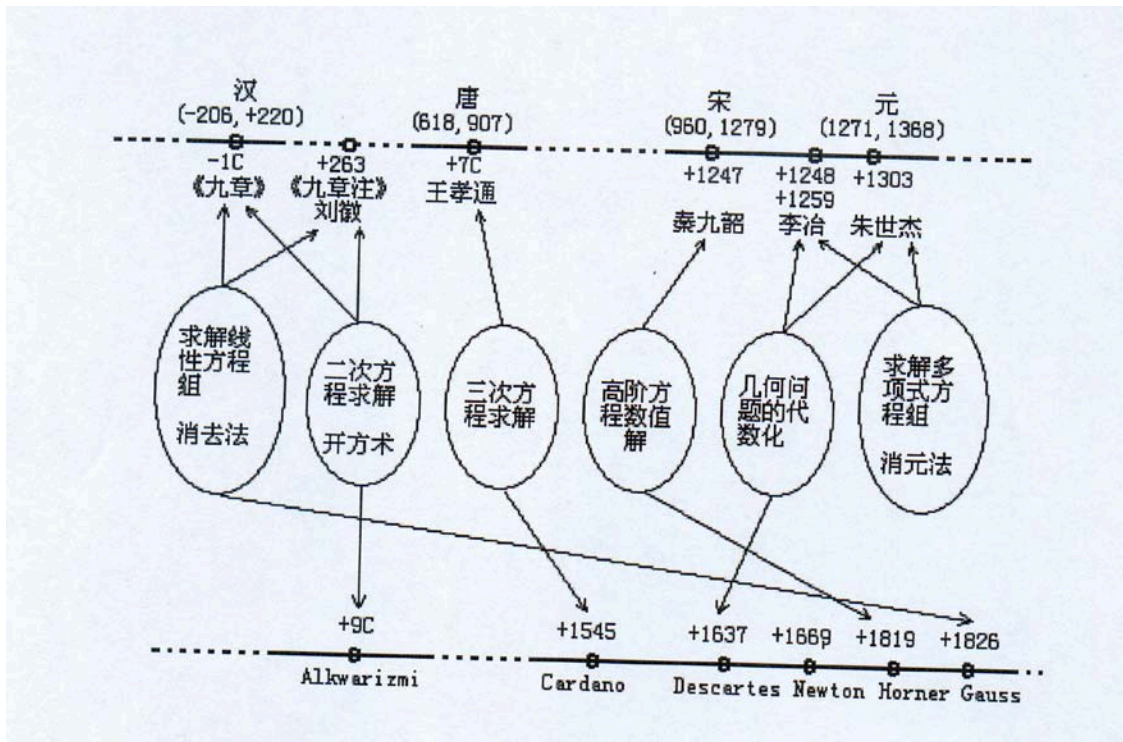 汉
(-206, +220)
唐
(618, 907)
宋
(960, 1279)
元
(1271, 1368)
-1C
《九章》
+263
《九章注》
刘徽
+7C
王孝通
+1247
秦九韶
+1248
+1259
李冶
+1303
朱世杰
求解线
性方程
组
消去法
二次方
程求解
开方术
三次方
程求解
高阶方
程数值
解
几何问
题的代
数化
求解多
项式方
程组
消元法
+9C
Alkwarizmi
+1545
Cardano
+1637
Descartes
+1669
Newton
+1819
Horner
+1826
Gauss